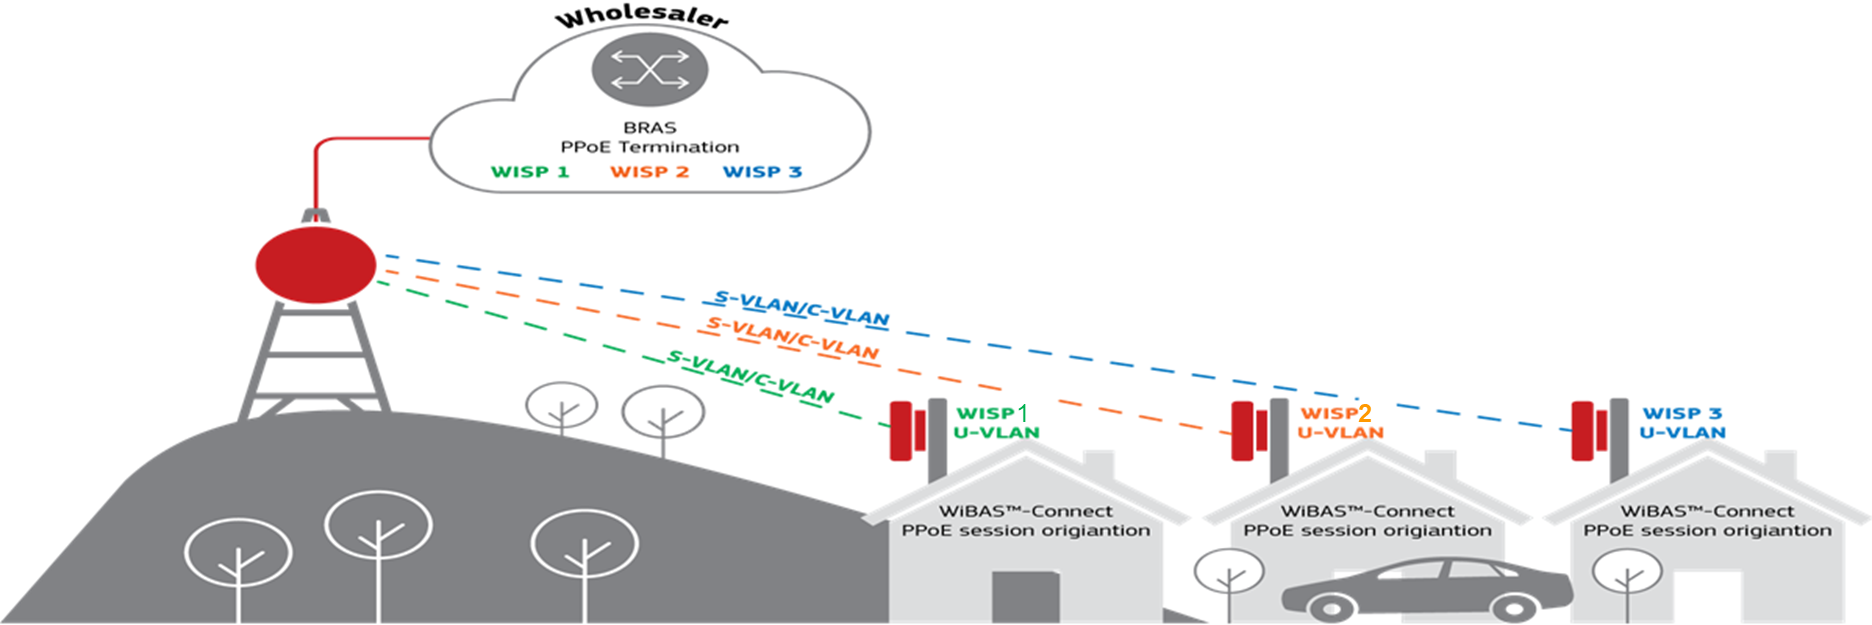 Wholesaler
BRAS
PPoE Termination
WISP 1 WISP 2 WISP 3
S-VLAN/C-VLAN
S-VLAN/C-VLAN
S-VLAN/C-VLAN
WISP1
U-VLAN
WISP2
U-VLAN
WISP 3
U-VLAN
WiBAS™-Connect
PPoE session origiantion
WiBAS™-Connect
PPoE session origiantion
WiBAS™-Connect
PPoE session origiantion